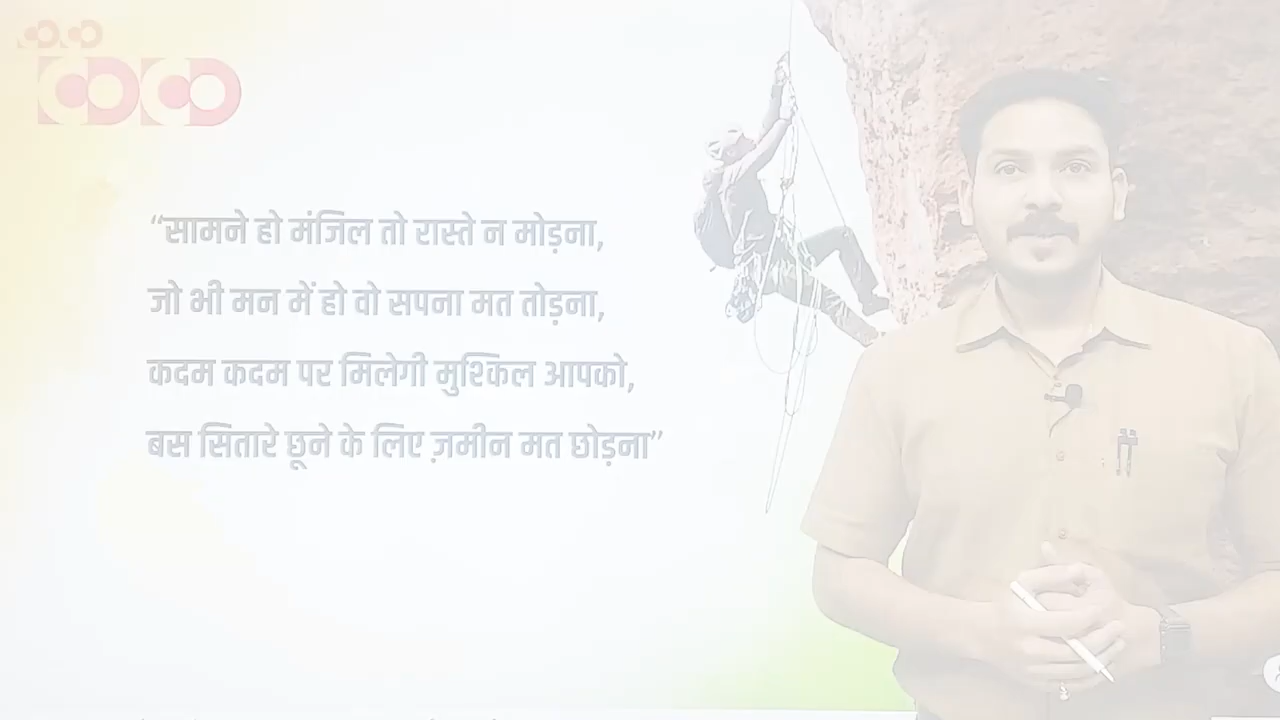 “सामने हो मंजिल तो रास्ते न मोड़ना,
जो भी मन में हो वो सपना मत तोड़ना,
कदम कदम पर मिलेगी मुश्किल आपको,
बस सितारे छूने के लिए ज़मीन मत छोड़ना”